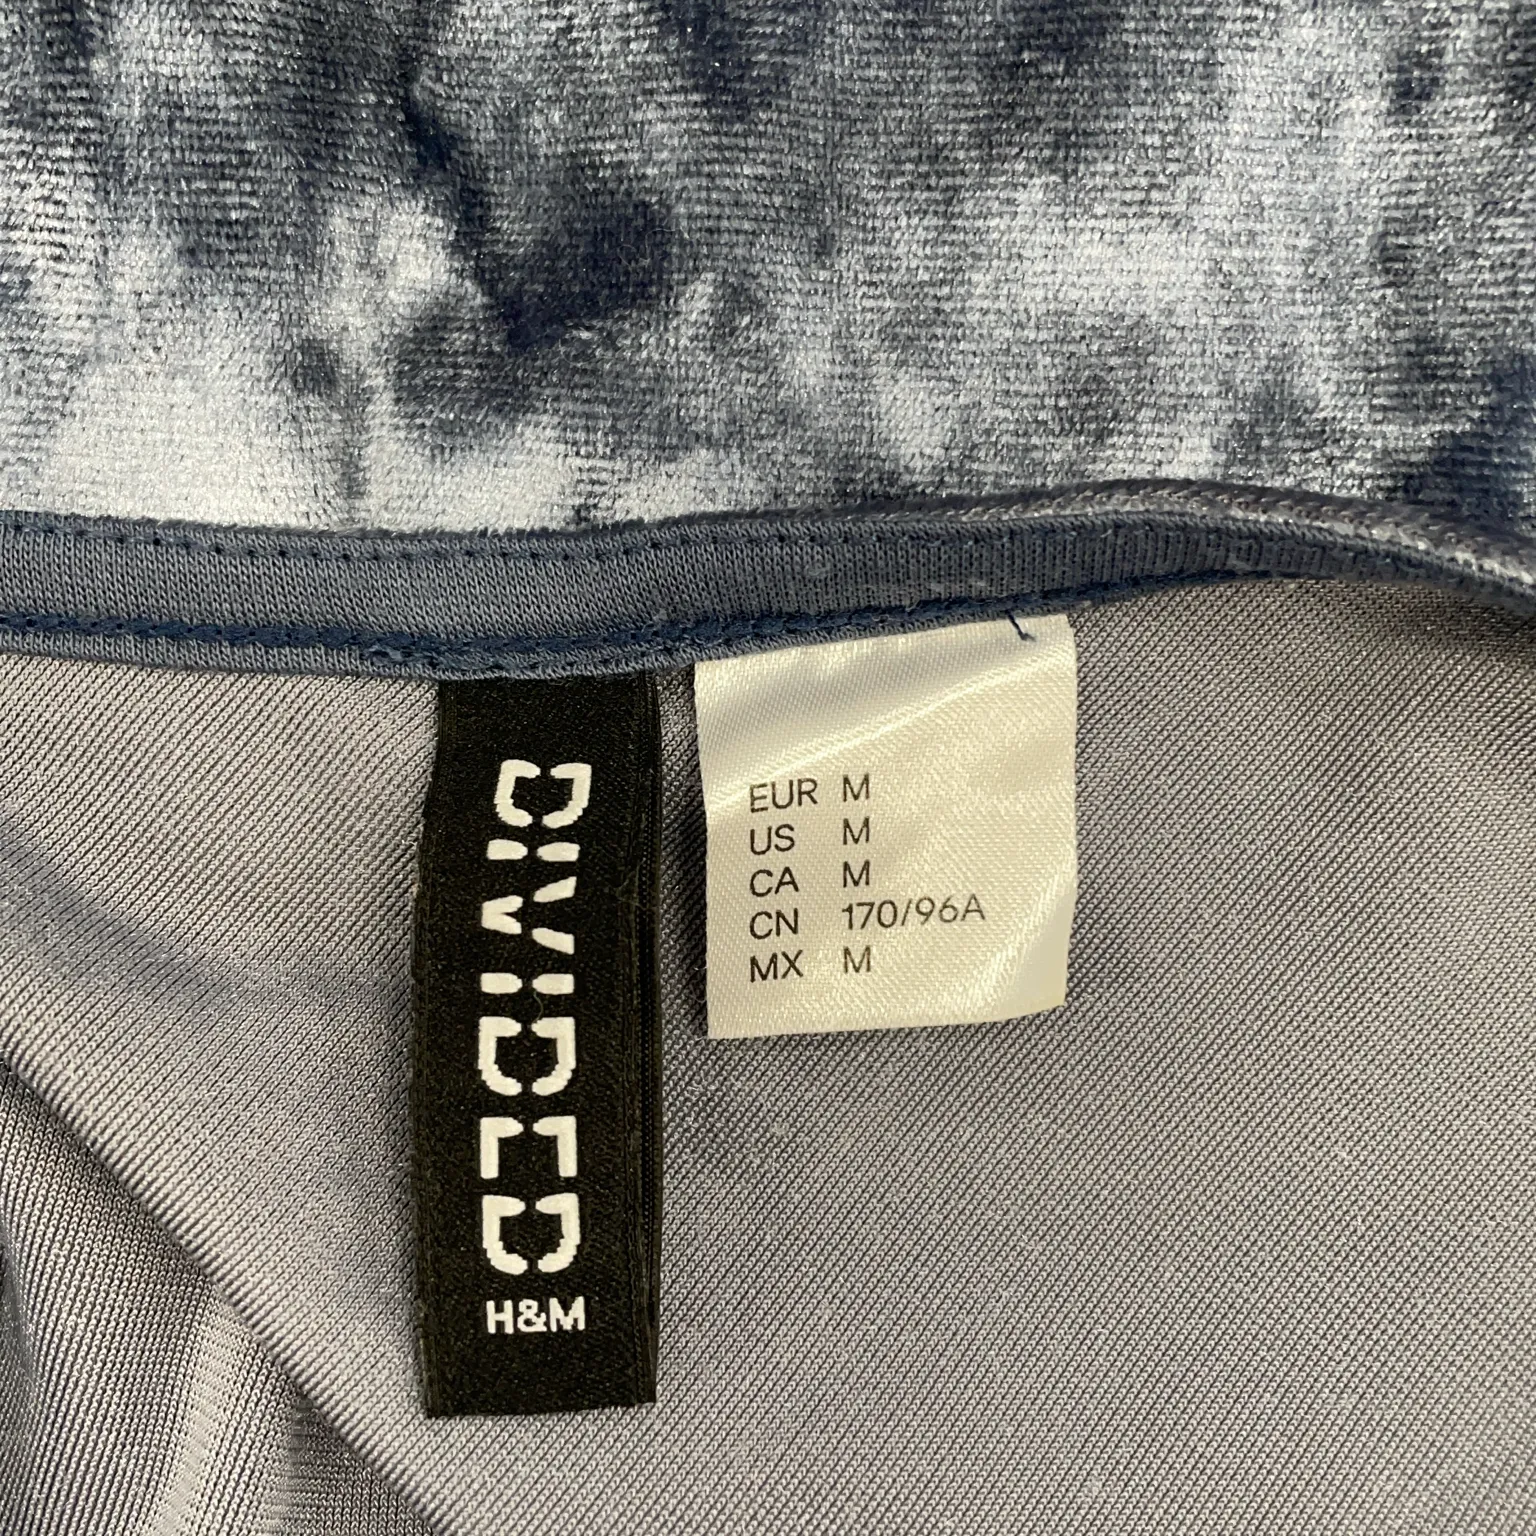 DIVIDED
H&M
EUR M
US M
CA M
CN 170/96A
MX M